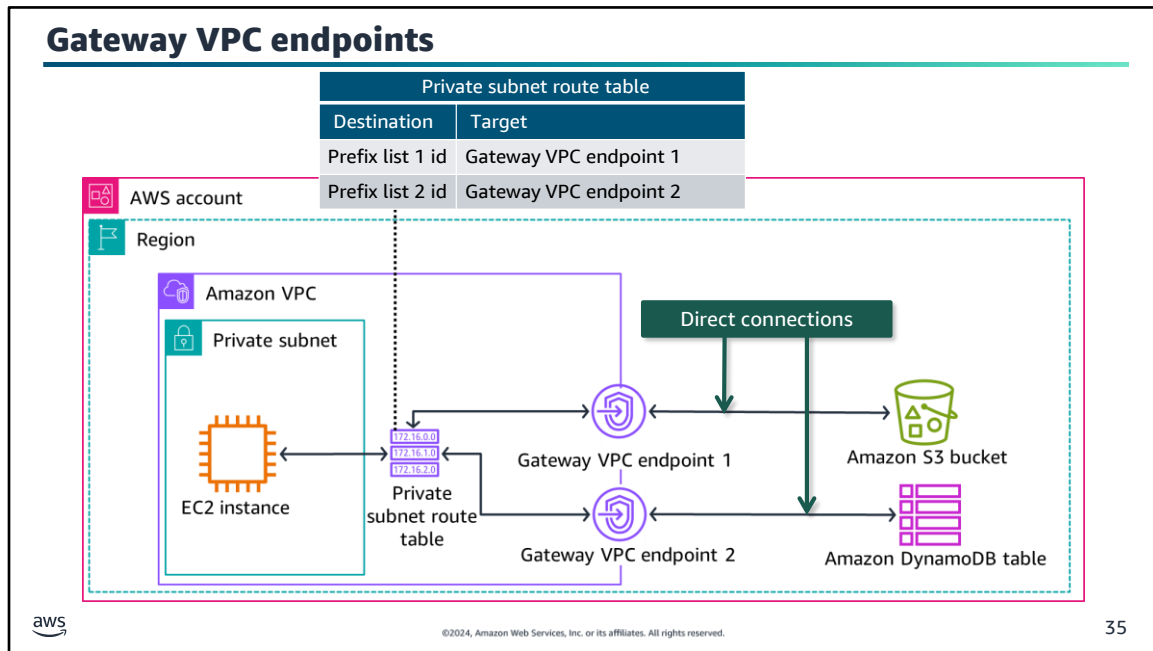 Gateway VPC endpoints
Private subnet route table
Destination Target
Prefix list 1 id Gateway VPC endpoint 1
Prefix list 2 id Gateway VPC endpoint 2
AWS account
Region
Amazon VPC
Private subnet
Direct connections
172.16.0.0
172.16.1.0
172.16.2.0
EC2 instance
Private
subnet route
table
Gateway VPC endpoint 1
Gateway VPC endpoint 2
Amazon S3 bucket
Amazon DynamoDB table
aws
©2024, Amazon Web Services, Inc. or its affiliates. All rights reserved.
35